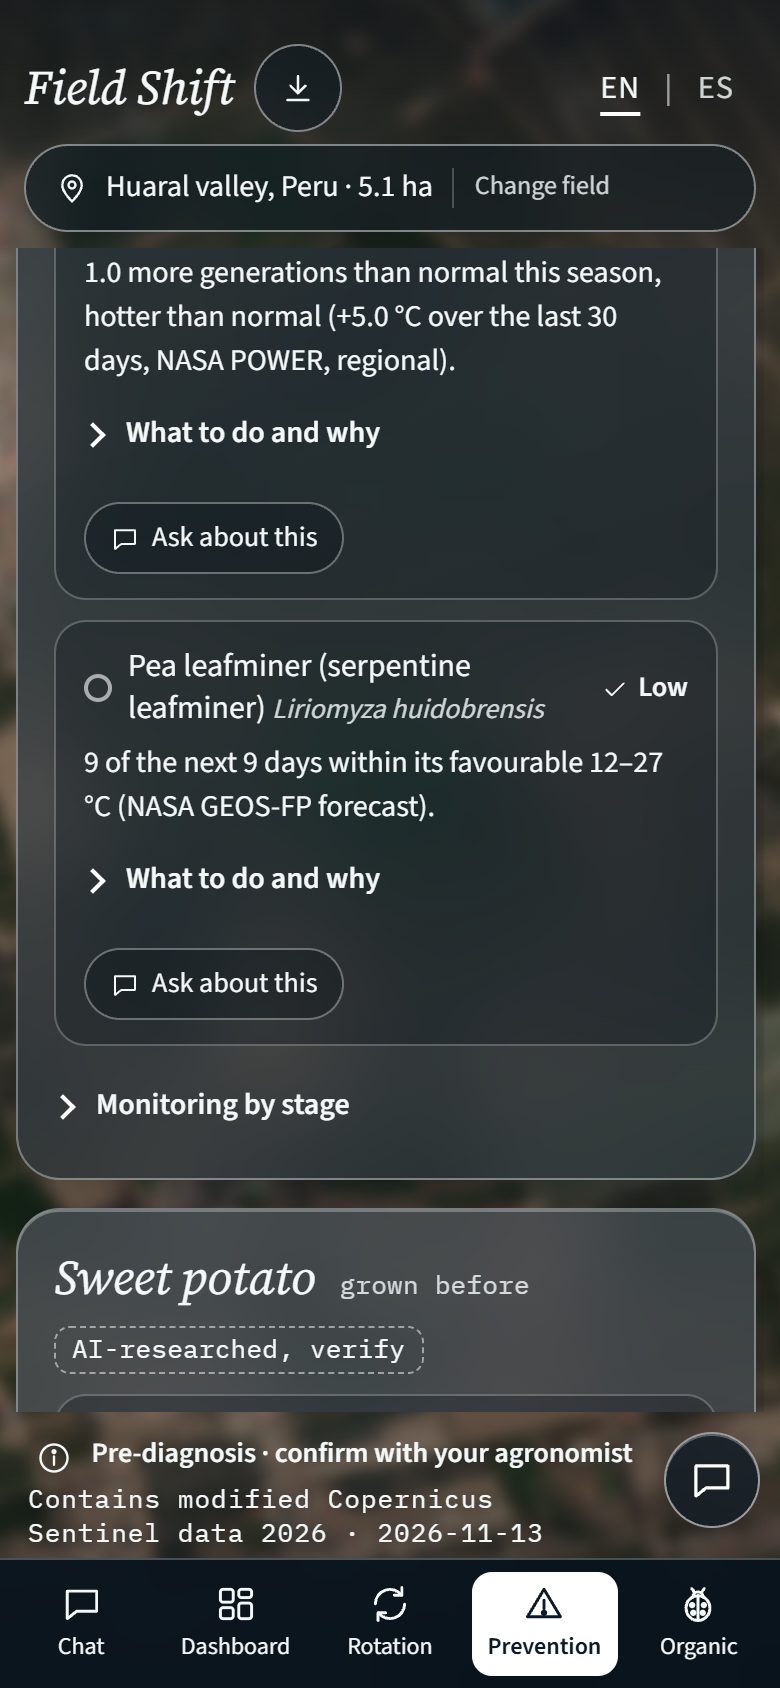 Field Shift
EN | ES
Huaral valley, Peru · 5.1 ha | Change field
1.0 more generations than normal this season,
hotter than normal (+5.0 °C over the last 30
days, NASA POWER, regional).
What to do and why
Ask about this
Pea leafminer (serpentine
leafminer) Liriomyza huidobrensis
Low
9 of the next 9 days within its favourable 12–27
°C (NASA GEOS-FP forecast).
What to do and why
Ask about this
Monitoring by stage
Sweet potato grown before
AI-researched, verify
Pre-diagnosis · confirm with your agronomist
Contains modified Copernicus
Sentinel data 2026 · 2026-11-13
Chat Dashboard Rotation Prevention Organic